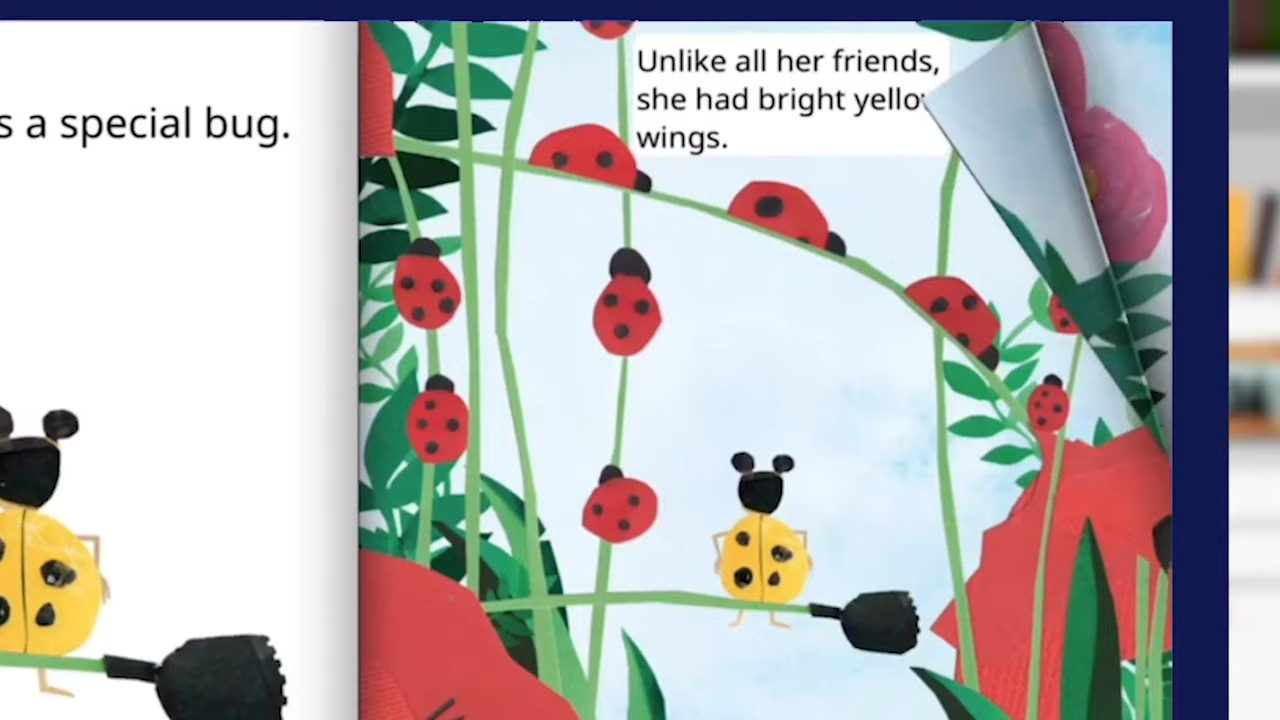 s a special bug.
Unlike all her friends,
she had bright yello
wings.